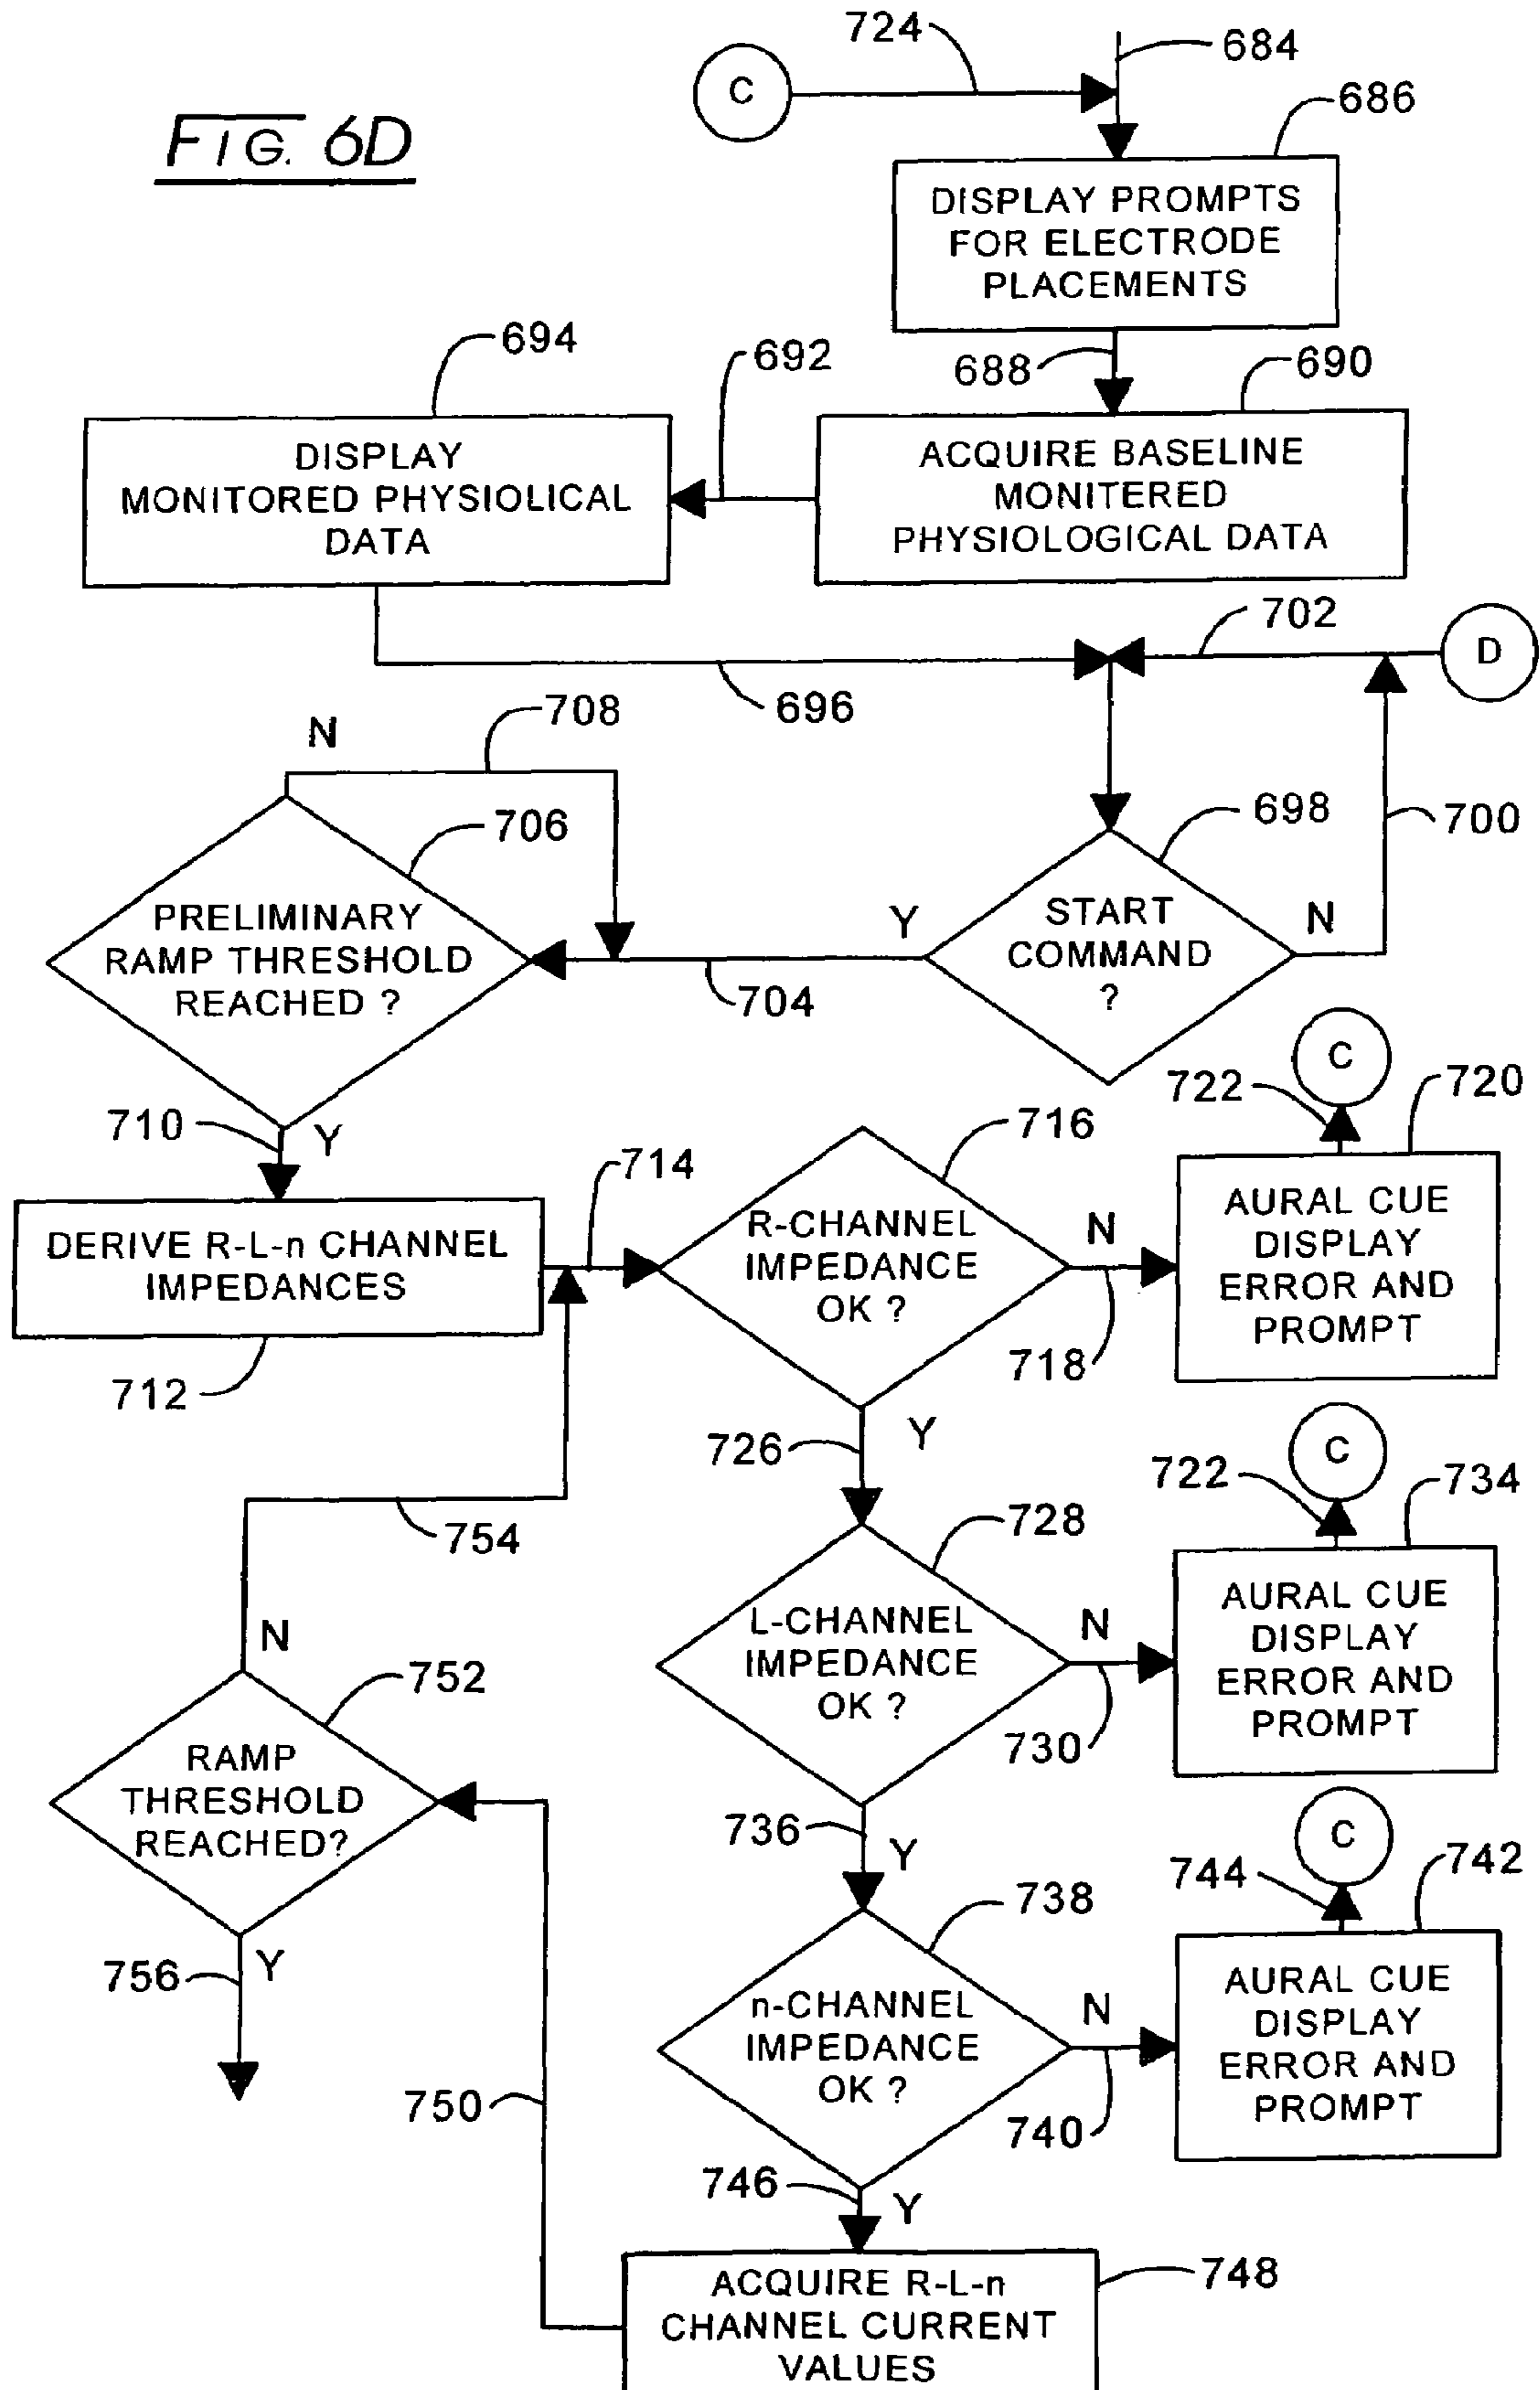 FIG. 6D
724
684
C
686
DISPLAY PROMPTS
FOR ELECTRODE
PLACEMENTS
688
694
692
690
DISPLAY
MONITORED PHYSIOLICAL
DATA
ACQUIRE BASELINE
MONITERED
PHYSIOLOGICAL DATA
702
D
696
708
N
706
698
700
PRELIMINARY
RAMP THRESHOLD
REACHED ?
Y
START
COMMAND
?
N
704
C
722
720
710
Y
716
714
DERIVE R-L-n CHANNEL
IMPEDANCES
R-CHANNEL
IMPEDANCE
OK ?
N
AURAL CUE
DISPLAY
ERROR AND
PROMPT
718
712
726
Y
C
722
734
754
728
L-CHANNEL
IMPEDANCE
OK ?
N
AURAL CUE
DISPLAY
ERROR AND
PROMPT
730
N
752
RAMP
THRESHOLD
REACHED?
736
Y
C
744
742
756
Y
738
n-CHANNEL
IMPEDANCE
OK ?
N
AURAL CUE
DISPLAY
ERROR AND
PROMPT
740
750
746
Y
748
ACQUIRE R-L-n
CHANNEL CURRENT
VALUES